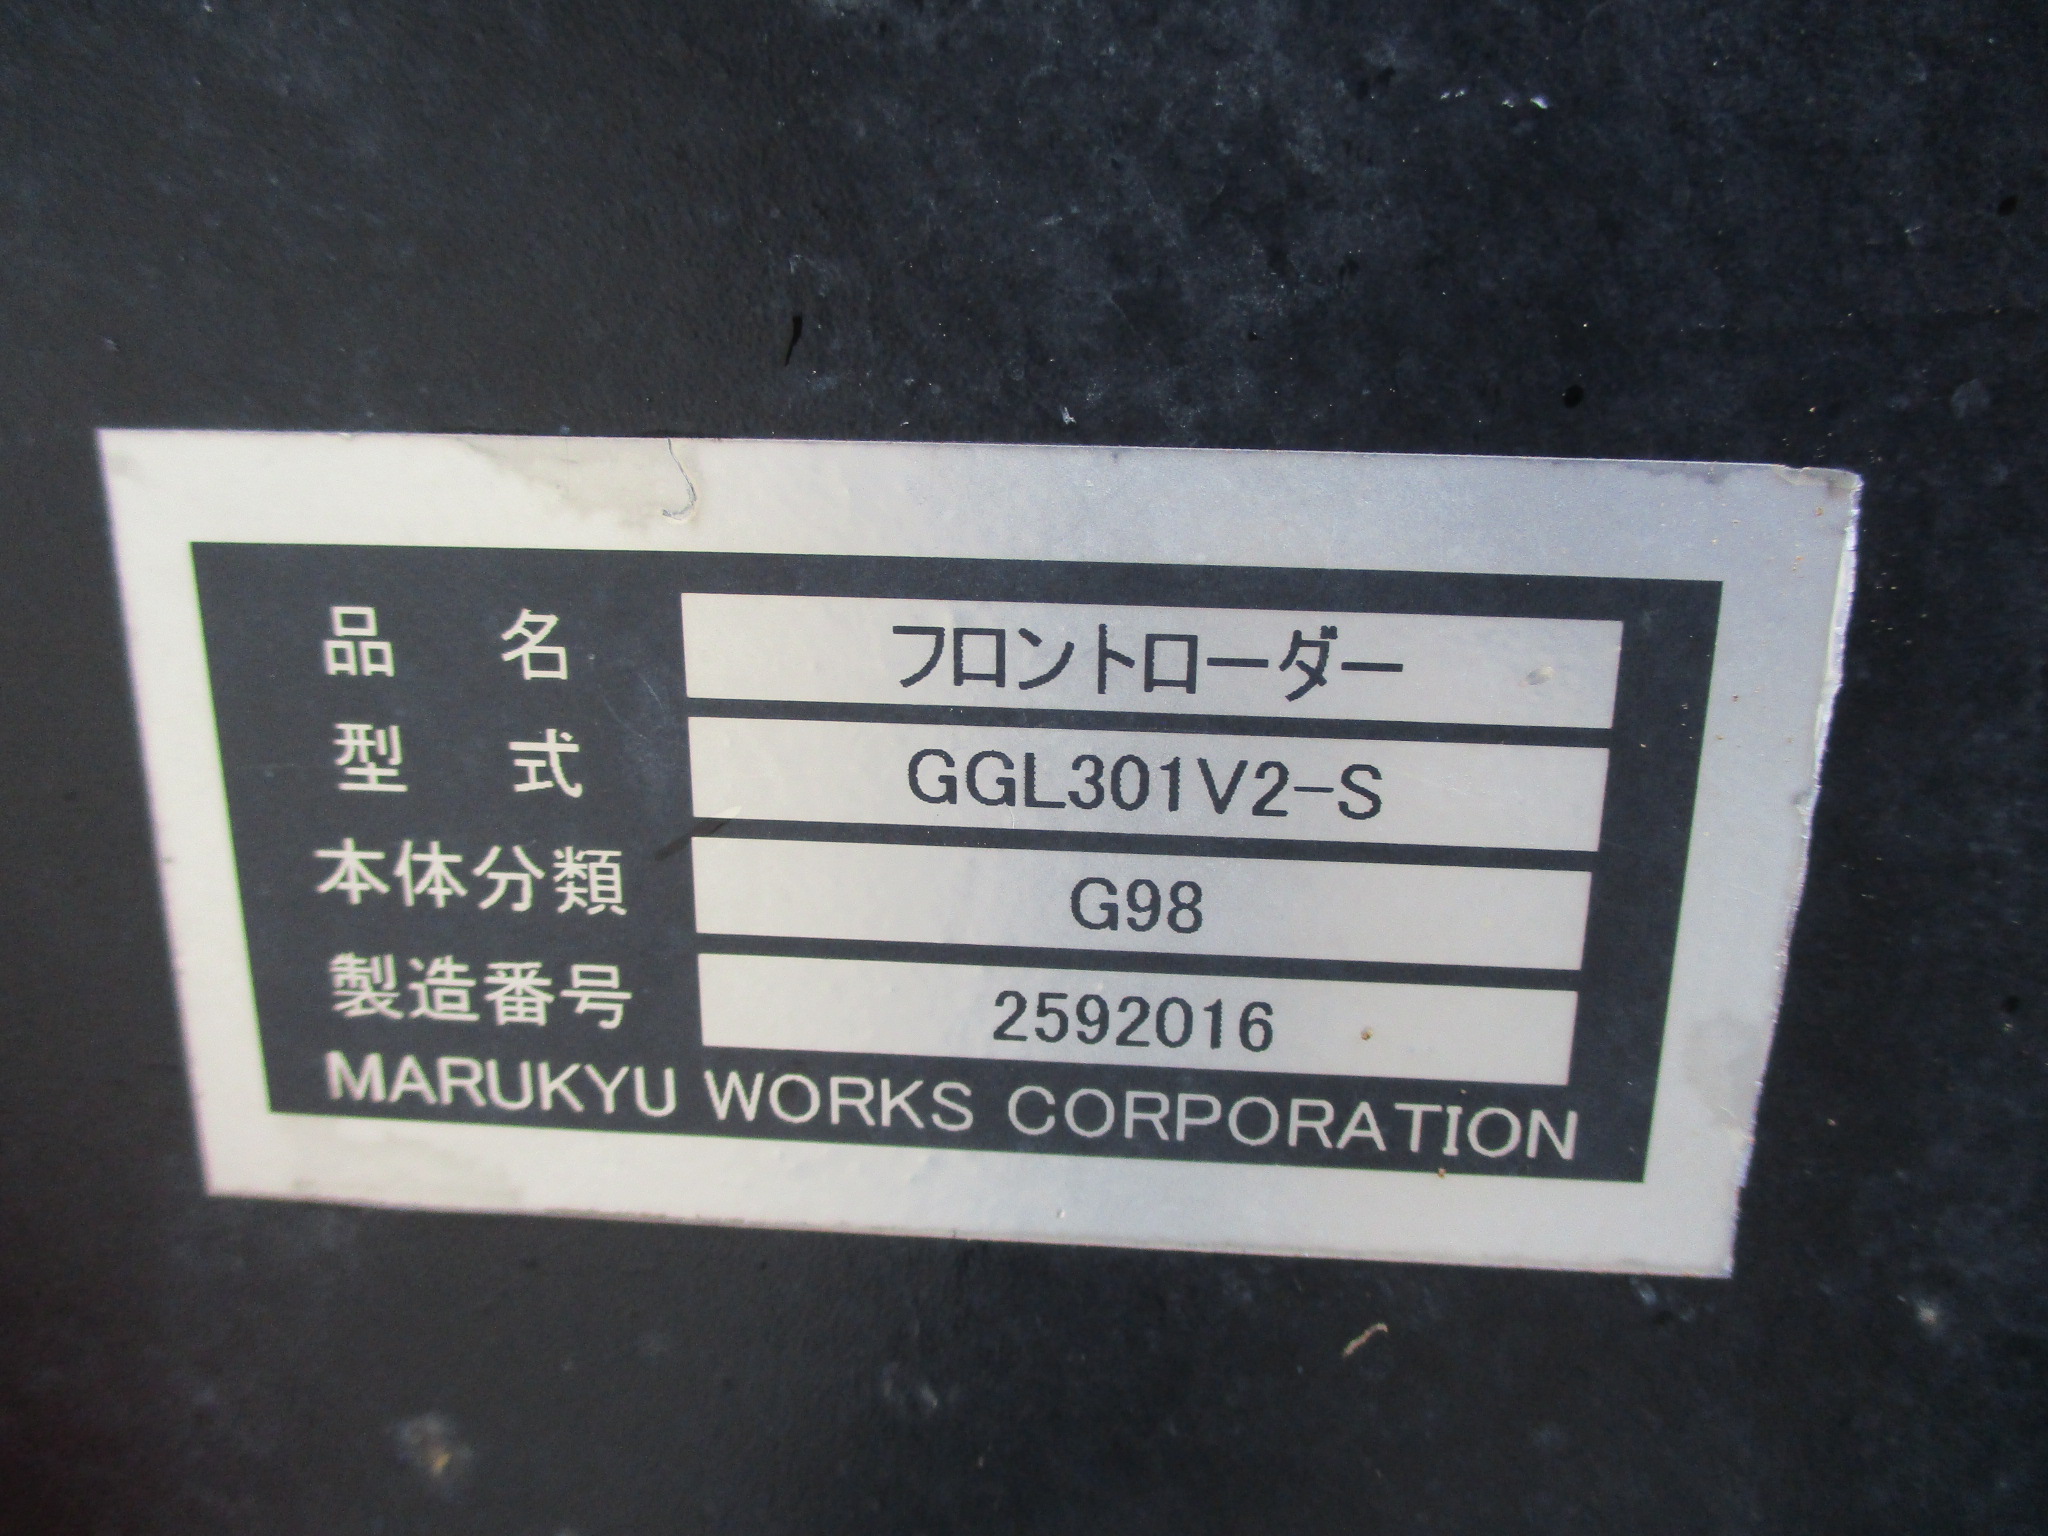 品名 フロントローダー
型式 GGL301V2-S
本体分類 G98
製造番号 2592016
MARUKYU WORKS CORPORATION